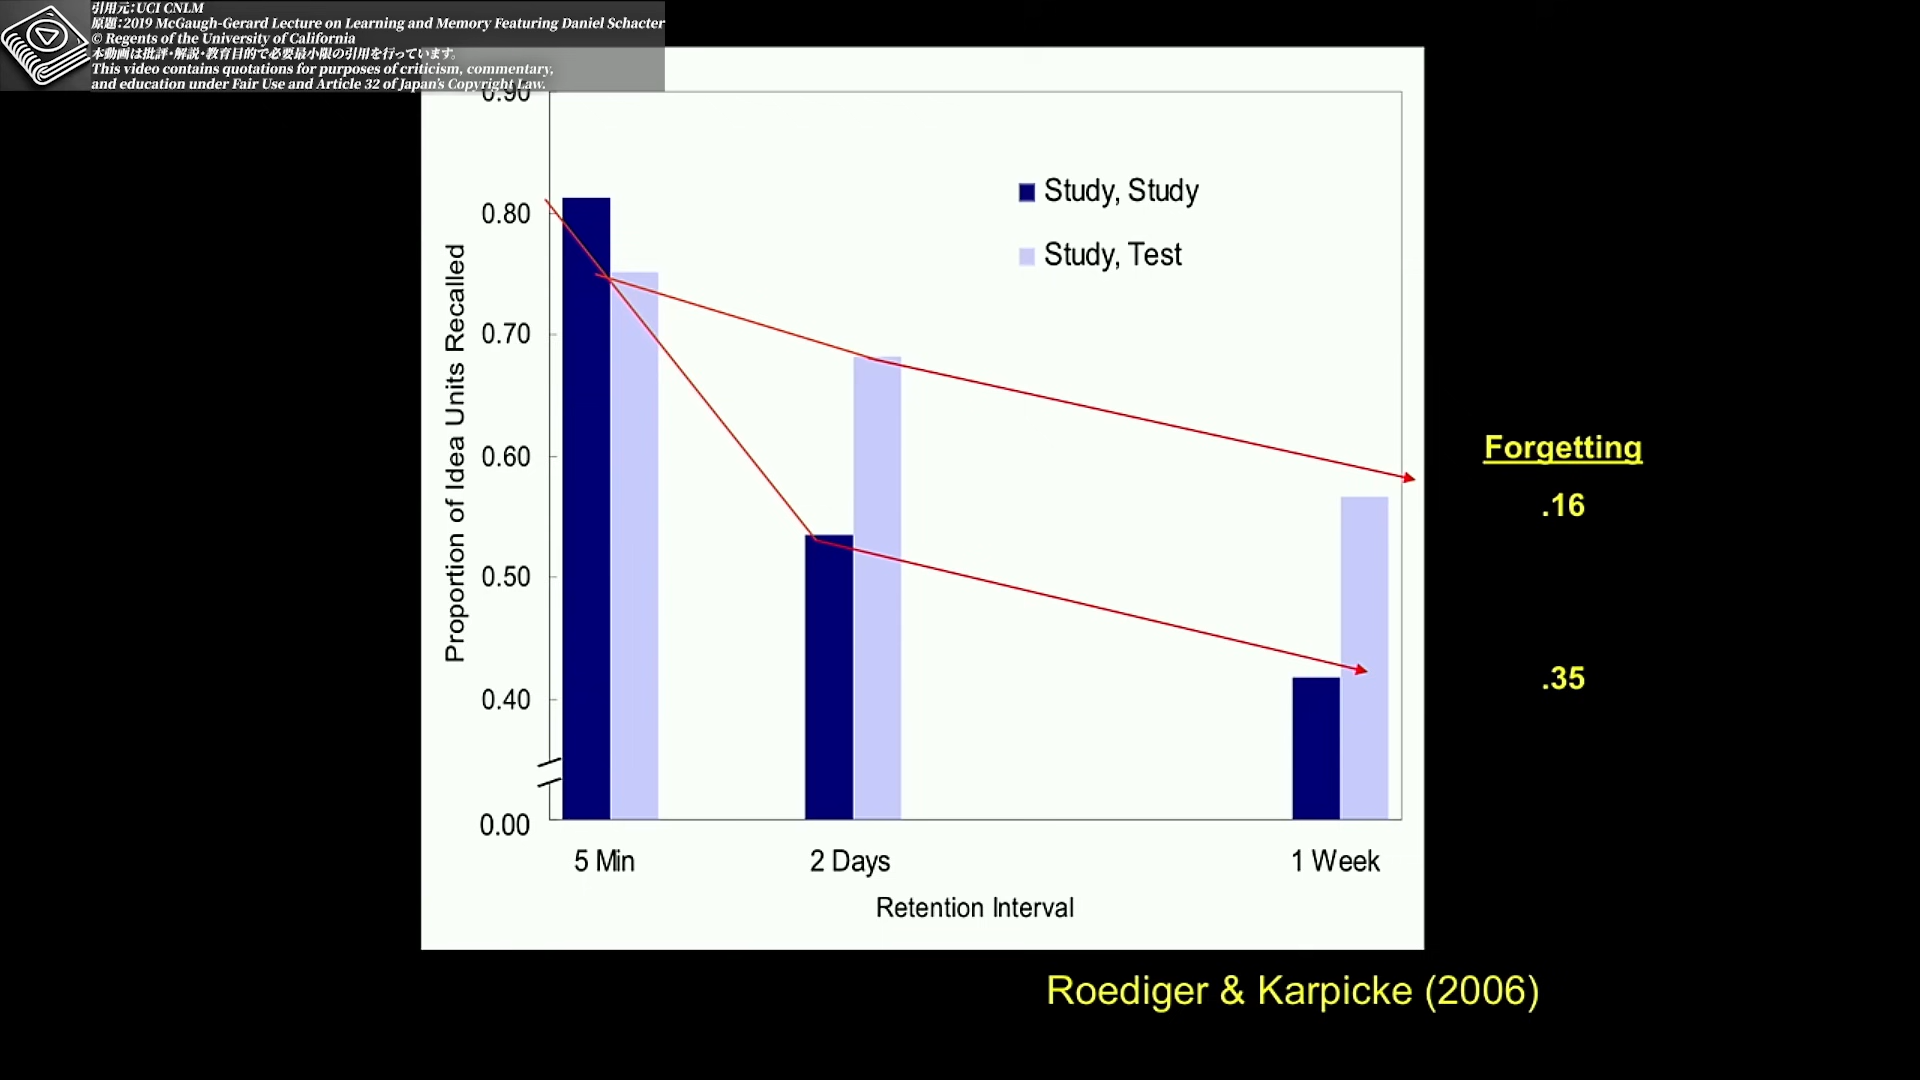 引用元：UCI CNLM
原題：2019 McGaugh-Gerard Lecture on Learning and Memory Featuring Daniel Schacter
© Regents of the University of California
本動画は批評・解説・教育目的で必要最小限の引用を行っています。
This video contains quotations for purposes of criticism, commentary,
and education under Fair Use and Article 32 of Japan's Copyright Law.
0.90
0.80
0.70
0.60
0.50
0.40
0.00
Proportion of Idea Units Recalled
Study, Study
Study, Test
5 Min
2 Days
1 Week
Retention Interval
Forgetting
.16
.35
Roediger & Karpicke (2006)